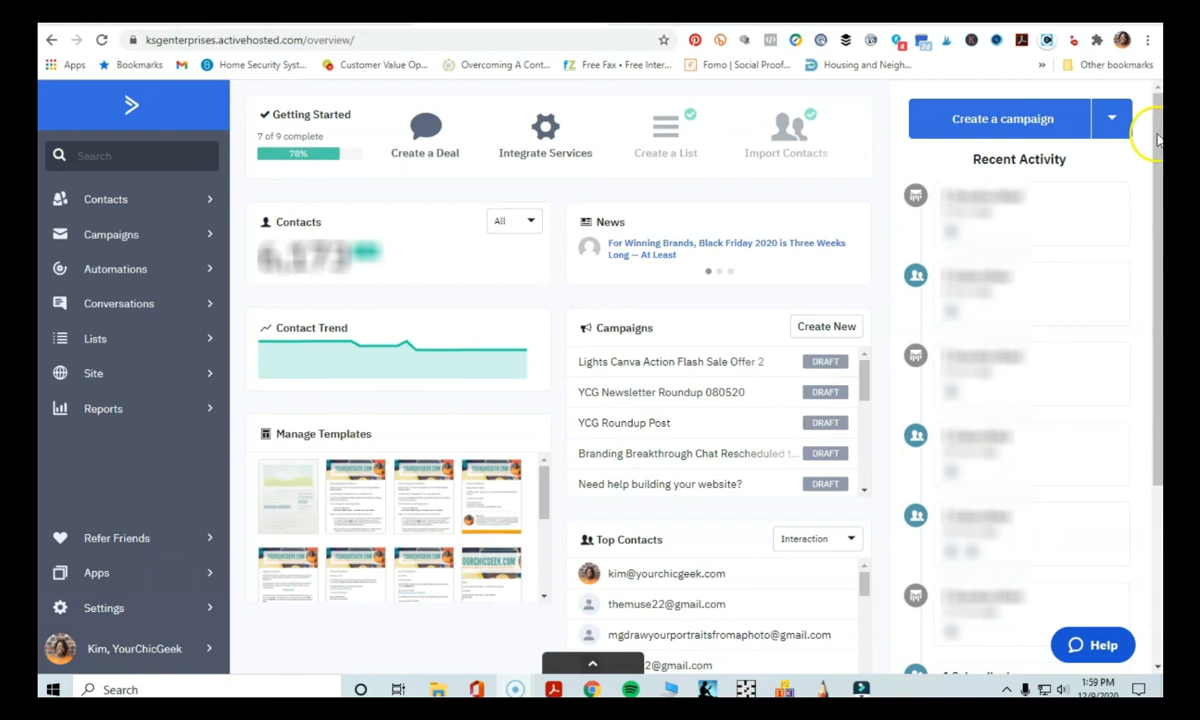 ksgenterprises.activehosted.com/overview/
Apps Bookmarks Home Security Syst... Customer Value Op... Overcoming A Cont... Free Fax • Free Inter... Fomo | Social Proof... Housing and Neigh... » Other bookmarks
Search
Contacts
Campaigns
Automations
Conversations
Lists
Site
Reports
Refer Friends
Apps
Settings
Kim, YourChicGeek
Getting Started
7 of 9 complete
78%
Create a Deal
Integrate Services
Create a List
Import Contacts
Contacts
All
Contact Trend
Manage Templates
News
For Winning Brands, Black Friday 2020 is Three Weeks
Long — At Least
Campaigns
Create New
Lights Canva Action Flash Sale Offer 2 DRAFT
YCG Newsletter Roundup 080520 DRAFT
YCG Roundup Post DRAFT
Branding Breakthrough Chat Rescheduled t... DRAFT
Need help building your website? DRAFT
Top Contacts
Interaction
kim@yourchicgeek.com
themuse22@gmail.com
mgdrawyourportraitsfromaphoto@gmail.com
22@gmail.com
Create a campaign
Recent Activity
Help
Search
1:59 PM
12/9/2020